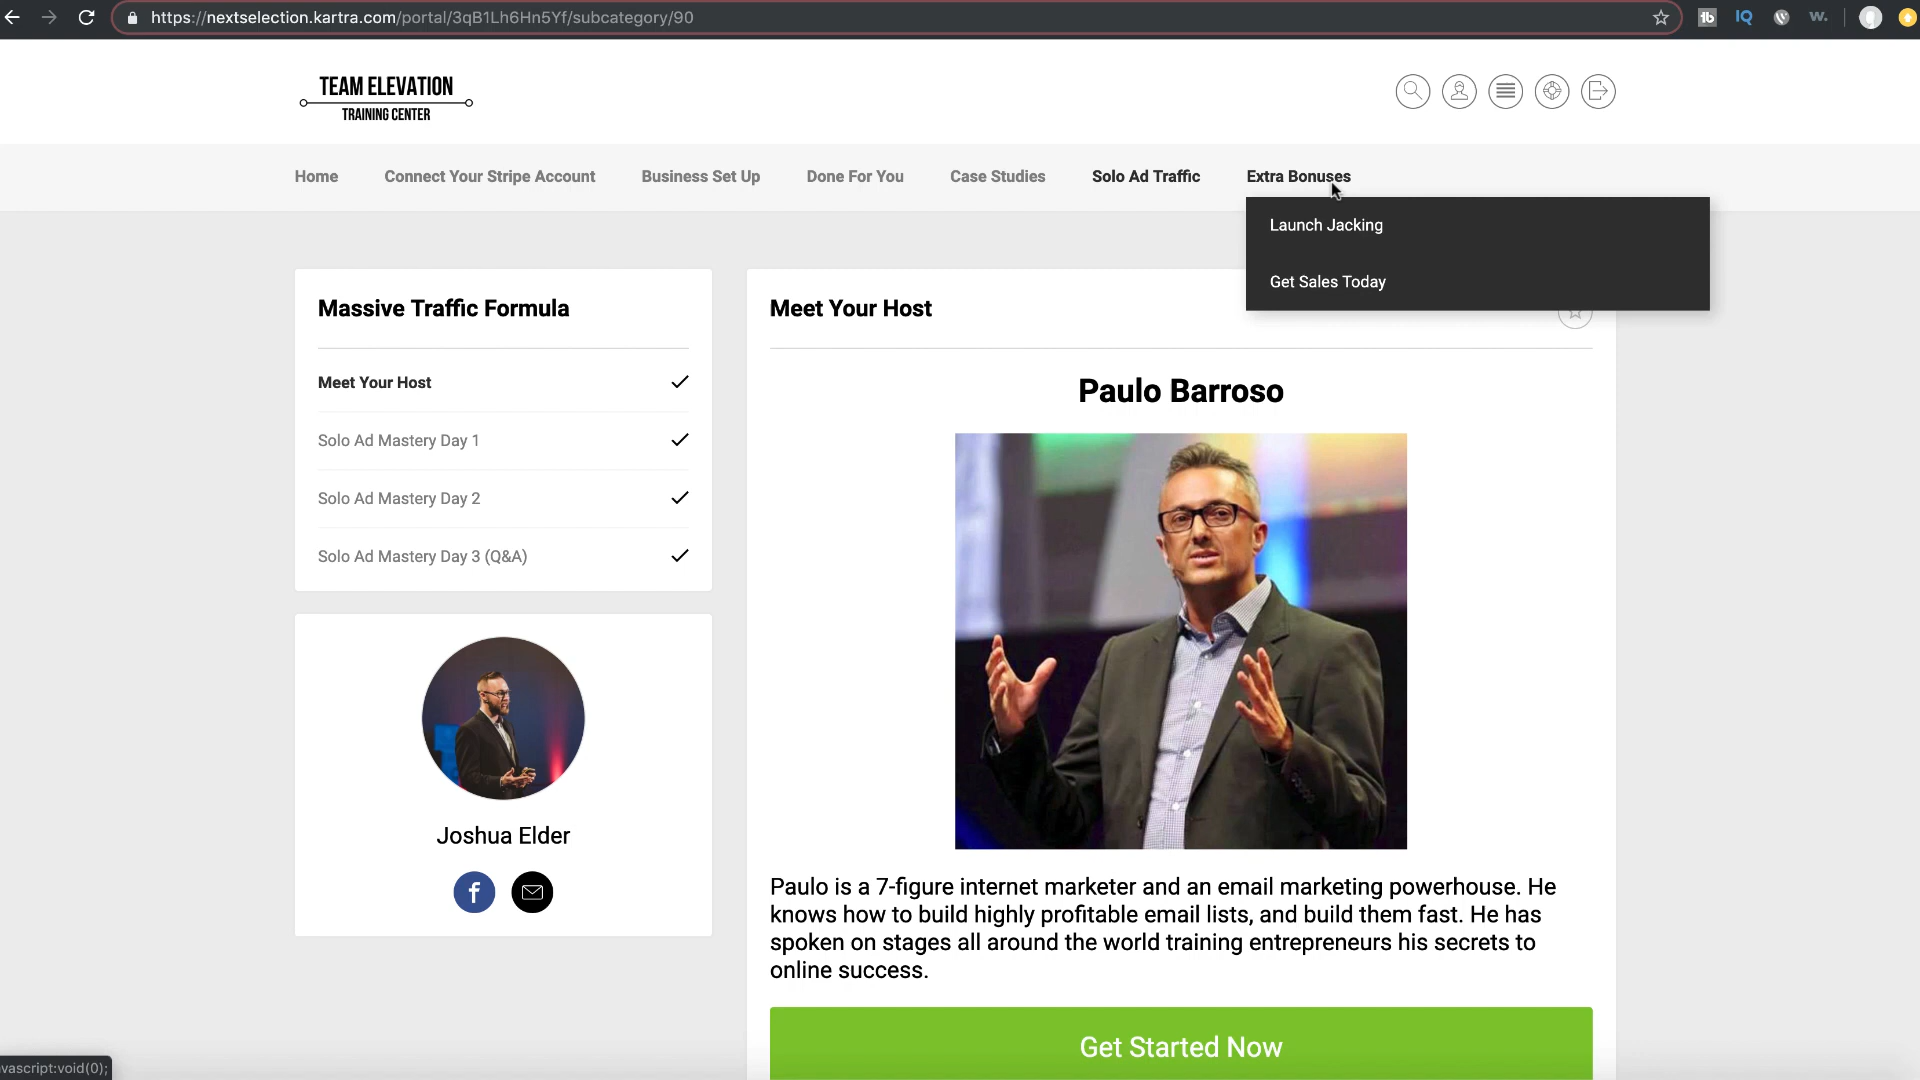 https://nextselection.kartra.com/portal/3qB1Lh6Hn5Yf/subcategory/90
tb
IQ
w.
TEAM ELEVATION
TRAINING CENTER
Home
Connect Your Stripe Account
Business Set Up
Done For You
Case Studies
Solo Ad Traffic
Extra Bonuses
Launch Jacking
Get Sales Today
Massive Traffic Formula
Meet Your Host
Solo Ad Mastery Day 1
Solo Ad Mastery Day 2
Solo Ad Mastery Day 3 (Q&A)
Joshua Elder
f
Meet Your Host
Paulo Barroso
Paulo is a 7-figure internet marketer and an email marketing powerhouse. He
knows how to build highly profitable email lists, and build them fast. He has
spoken on stages all around the world training entrepreneurs his secrets to
online success.
Get Started Now
vascript:void(0);